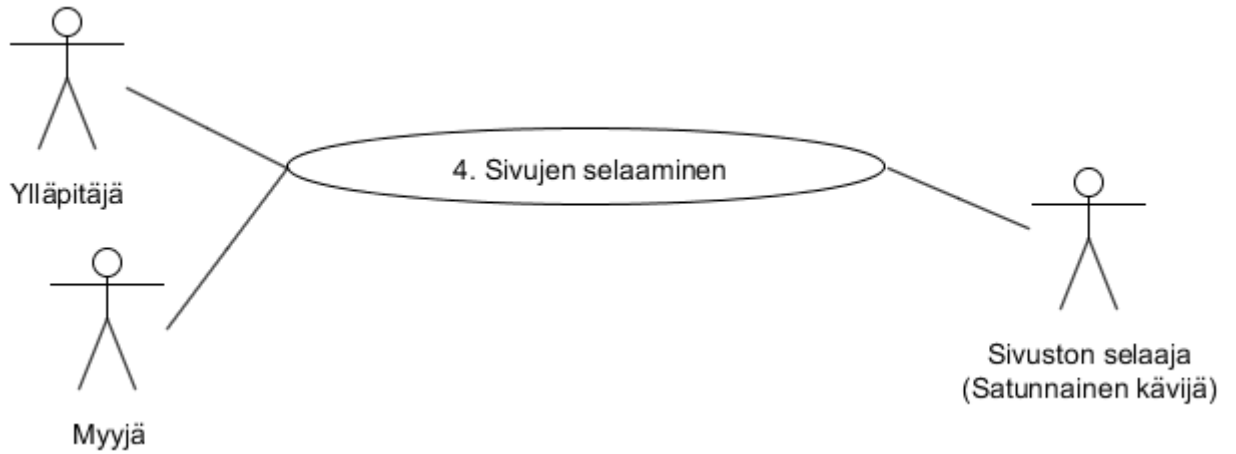 4. Sivujen selaaminen
Ylläpitäjä
Sivuston selaaja
(Satunnainen kävijä)
Myyjä